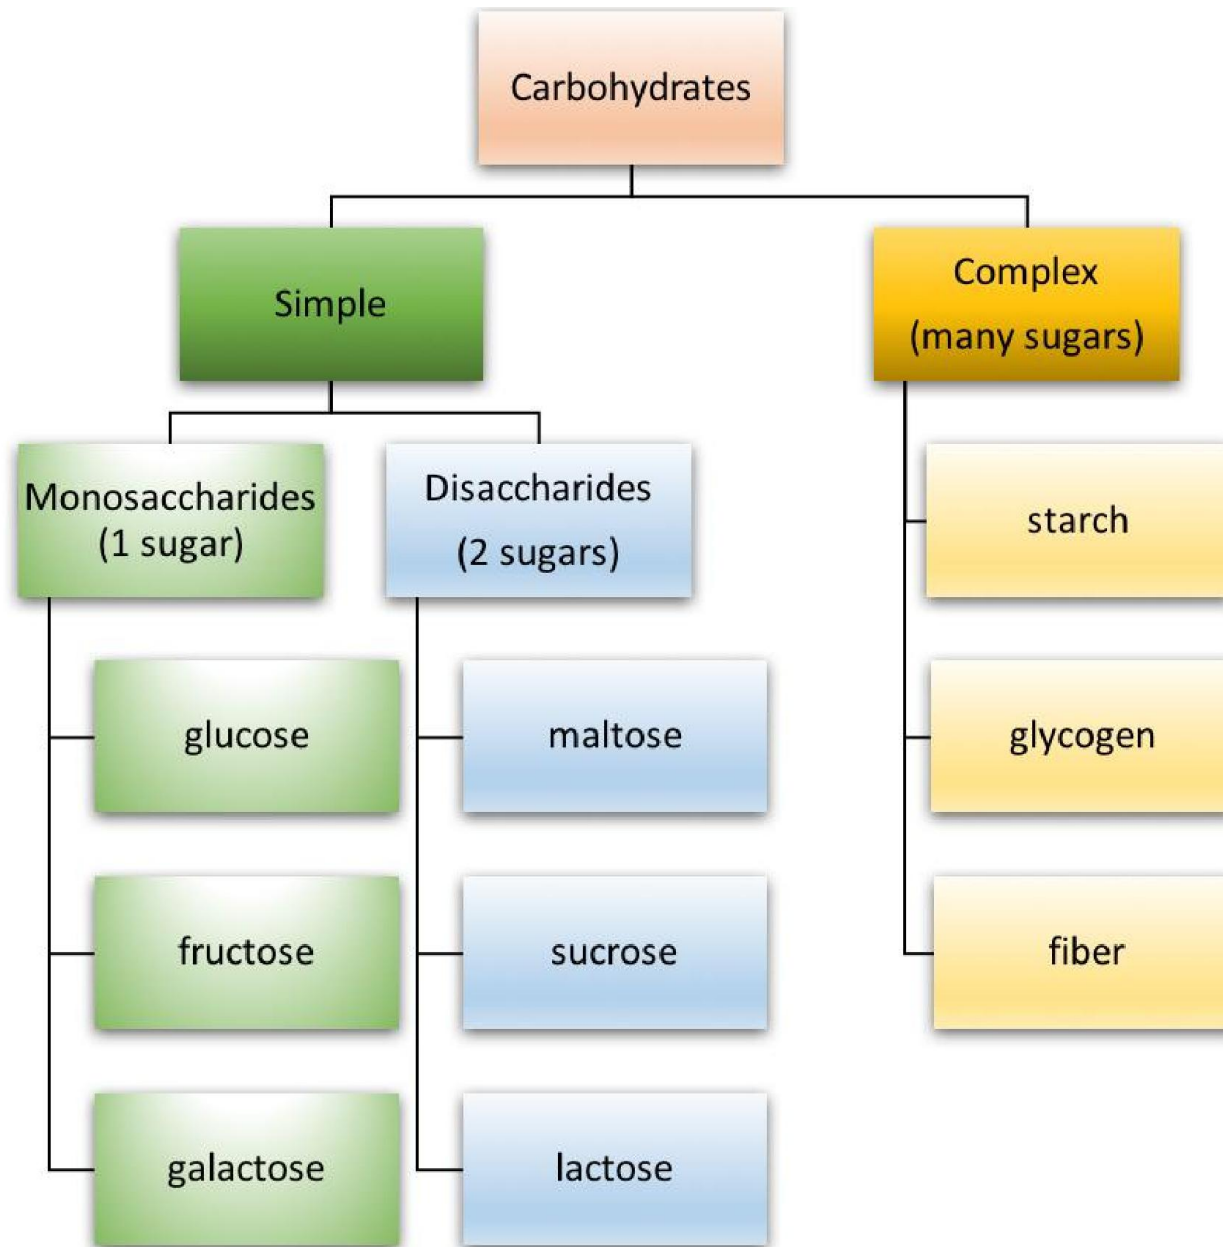 Carbohydrates
Simple
Complex
(many sugars)
Monosaccharides
(1 sugar)
Disaccharides
(2 sugars)
starch
glucose
maltose
glycogen
fructose
sucrose
fiber
galactose
lactose